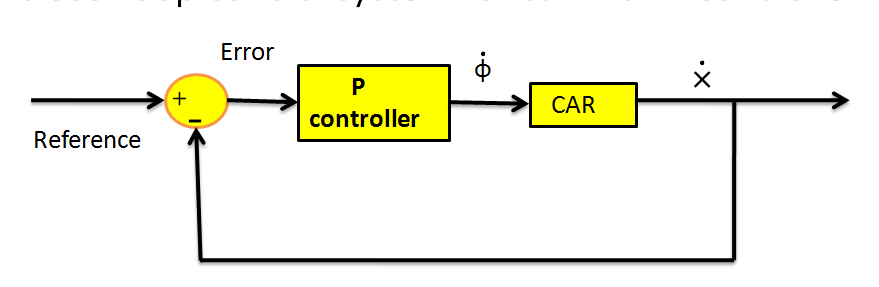 Error
P
controller
ϕ̇
CAR
ẋ
+
-
Reference